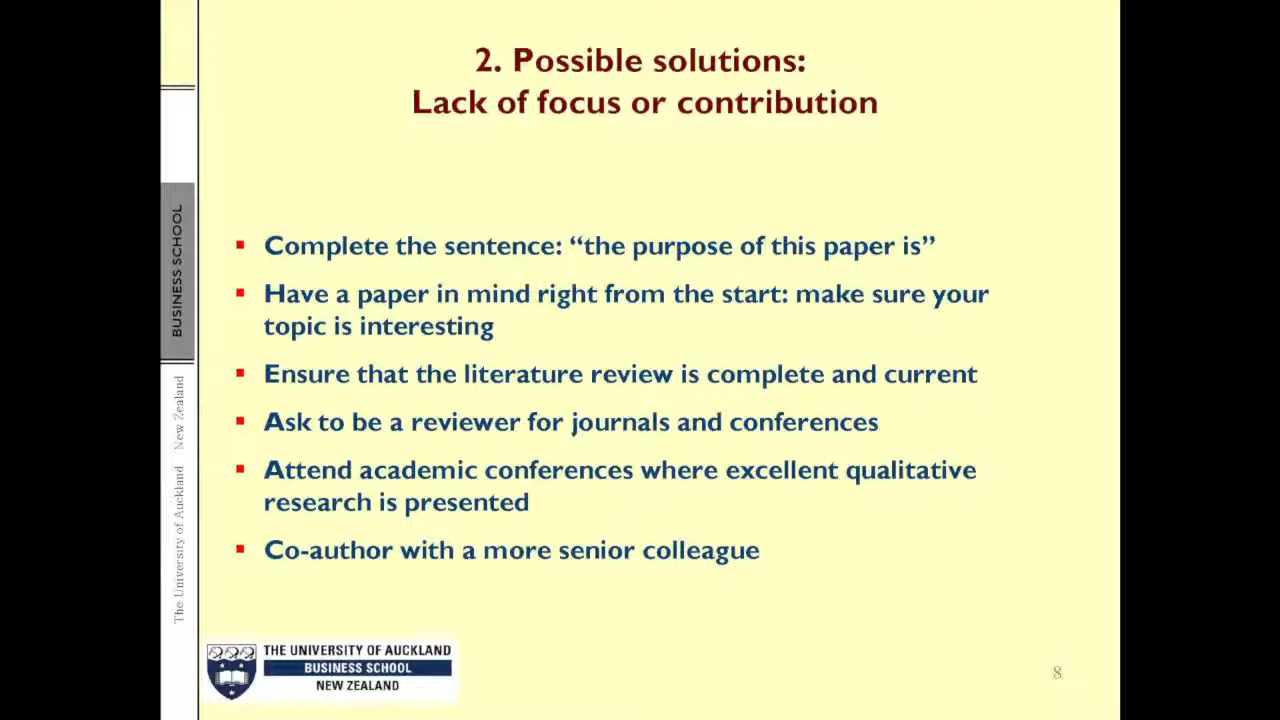 2. Possible solutions:
Lack of focus or contribution
BUSINESS SCHOOL
The University of Auckland New Zealand
▪ Complete the sentence: “the purpose of this paper is”
▪ Have a paper in mind right from the start: make sure your
topic is interesting
▪ Ensure that the literature review is complete and current
▪ Ask to be a reviewer for journals and conferences
▪ Attend academic conferences where excellent qualitative
research is presented
▪ Co-author with a more senior colleague
THE UNIVERSITY OF AUCKLAND
BUSINESS SCHOOL
NEW ZEALAND
8